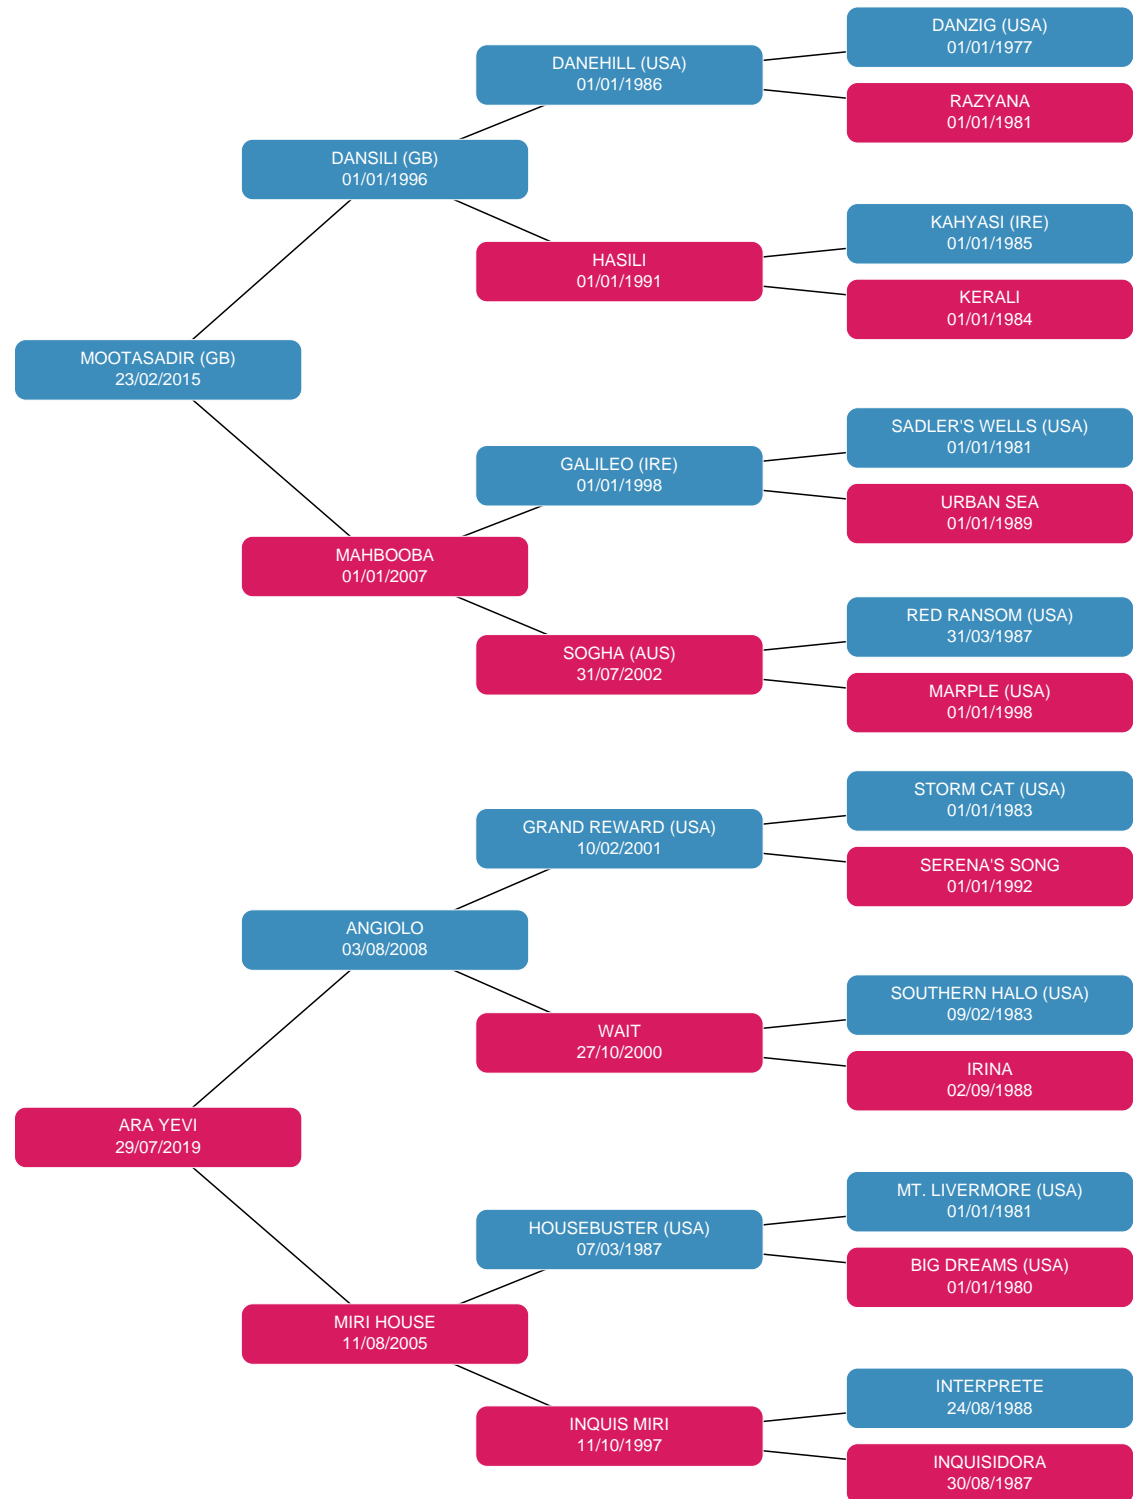 DANZIG (USA)
01/01/1977
DANEHILL (USA)
01/01/1986
RAZYANA
01/01/1981
DANSILI (GB)
01/01/1996
KAHYASI (IRE)
01/01/1985
HASILI
01/01/1991
KERALI
01/01/1984
MOOTASADIR (GB)
23/02/2015
SADLER'S WELLS (USA)
01/01/1981
GALILEO (IRE)
01/01/1998
URBAN SEA
01/01/1989
MAHBOOBA
01/01/2007
RED RANSOM (USA)
31/03/1987
SOGHA (AUS)
31/07/2002
MARPLE (USA)
01/01/1998
STORM CAT (USA)
01/01/1983
GRAND REWARD (USA)
10/02/2001
SERENA'S SONG
01/01/1992
ANGIOLO
03/08/2008
SOUTHERN HALO (USA)
09/02/1983
WAIT
27/10/2000
IRINA
02/09/1988
ARA YEVI
29/07/2019
MT. LIVERMORE (USA)
01/01/1981
HOUSEBUSTER (USA)
07/03/1987
BIG DREAMS (USA)
01/01/1980
MIRI HOUSE
11/08/2005
INTERPRETE
24/08/1988
INQUIS MIRI
11/10/1997
INQUISIDORA
30/08/1987